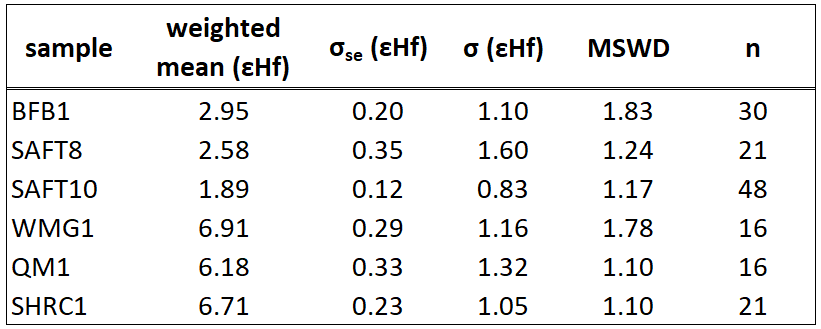 sample weighted mean (εHf) σse (εHf) σ (εHf) MSWD n
BFB1 2.95 0.20 1.10 1.83 30
SAFT8 2.58 0.35 1.60 1.24 21
SAFT10 1.89 0.12 0.83 1.17 48
WMG1 6.91 0.29 1.16 1.78 16
QM1 6.18 0.33 1.32 1.10 16
SHRC1 6.71 0.23 1.05 1.10 21